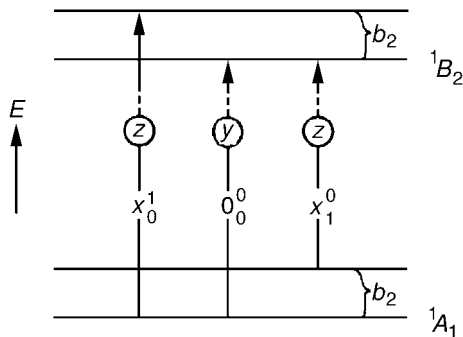 b₂
¹B₂
E
z y z
x¹₀ 0⁰₀ x⁰₁
b₂
¹A₁